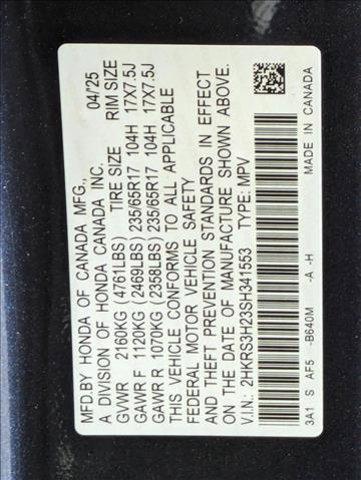 MFD.BY HONDA OF CANADA MFG., 04/25
A DIVISION OF HONDA CANADA INC.
GVWR 2160KG (4761LBS) TIRE SIZE RIM SIZE
GAWR F 1120KG (2469LBS) 235/65R17 104H 17X7.5J
GAWR R 1070KG (2358LBS) 235/65R17 104H 17X7.5J
THIS VEHICLE CONFORMS TO ALL APPLICABLE
FEDERAL MOTOR VEHICLE SAFETY
AND THEFT PREVENTION STANDARDS IN EFFECT
ON THE DATE OF MANUFACTURE SHOWN ABOVE.
V.I.N.: 2HKRS3H23SH341553 TYPE: MPV
3A1 S AF5 -B640M -A -H MADE IN CANADA